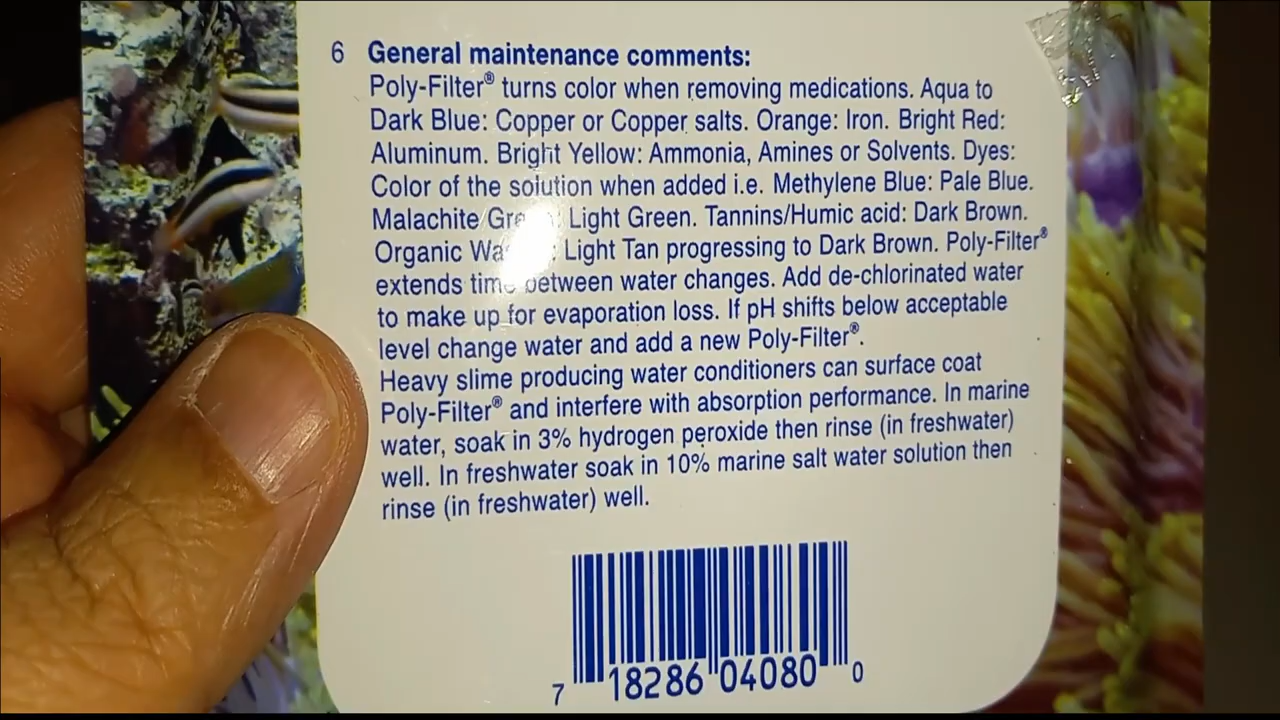 6 General maintenance comments:
Poly-Filter® turns color when removing medications. Aqua to
Dark Blue: Copper or Copper salts. Orange: Iron. Bright Red:
Aluminum. Bright Yellow: Ammonia, Amines or Solvents. Dyes:
Color of the solution when added i.e. Methylene Blue: Pale Blue.
Malachite Light Green. Tannins/Humic acid: Dark Brown.
Organic Light Tan progressing to Dark Brown. Poly-Filter®
extends time between water changes. Add de-chlorinated water
to make up for evaporation loss. If pH shifts below acceptable
level change water and add a new Poly-Filter®.
Heavy slime producing water conditioners can surface coat
Poly-Filter® and interfere with absorption performance. In marine
water, soak in 3% hydrogen peroxide then rinse (in freshwater)
well. In freshwater soak in 10% marine salt water solution then
rinse (in freshwater) well.
7 18286 04080 0